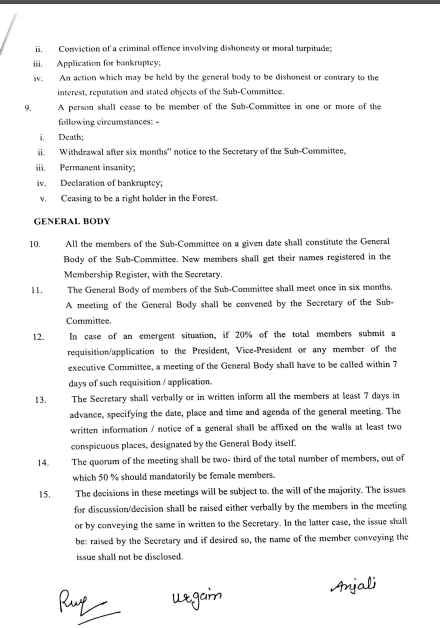 ii. Conviction of a criminal offence involving dishonesty or moral turpitude;
iii. Application for bankruptcy;
iv. An action which may be held by the general body to be dishonest or contrary to the
interest, reputation and stated objects of the Sub-Committee.
9. A person shall cease to be member of the Sub-Committee in one or more of the
following circumstances: -
i. Death;
ii. Withdrawal after six months" notice to the Secretary of the Sub-Committee,
iii. Permanent insanity;
iv. Declaration of bankruptcy;
v. Ceasing to be a right holder in the Forest.
GENERAL BODY
10. All the members of the Sub-Committee on a given date shall constitute the General
Body of the Sub-Committee. New members shall get their names registered in the
Membership Register, with the Secretary.
11. The General Body of members of the Sub-Committee shall meet once in six months.
A meeting of the General Body shall be convened by the Secretary of the Sub-
Committee.
12. In case of an emergent situation, if 20% of the total members submit a
requisition/application to the President, Vice-President or any member of the
executive Committee, a meeting of the General Body shall have to be called within 7
days of such requisition / application.
13. The Secretary shall verbally or in written inform all the members at least 7 days in
advance, specifying the date, place and time and agenda of the general meeting. The
written information / notice of a general shall be affixed on the walls at least two
conspicuous places, designated by the General Body itself.
14. The quorum of the meeting shall be two- third of the total number of members, out of
which 50 % should mandatorily be female members.
15. The decisions in these meetings will be subject to. the will of the majority. The issues
for discussion/decision shall be raised either verbally by the members in the meeting
or by conveying the same in written to the Secretary. In the latter case, the issue shall
be: raised by the Secretary and if desired so, the name of the member conveying the
issue shall not be disclosed.
urgain Anjali